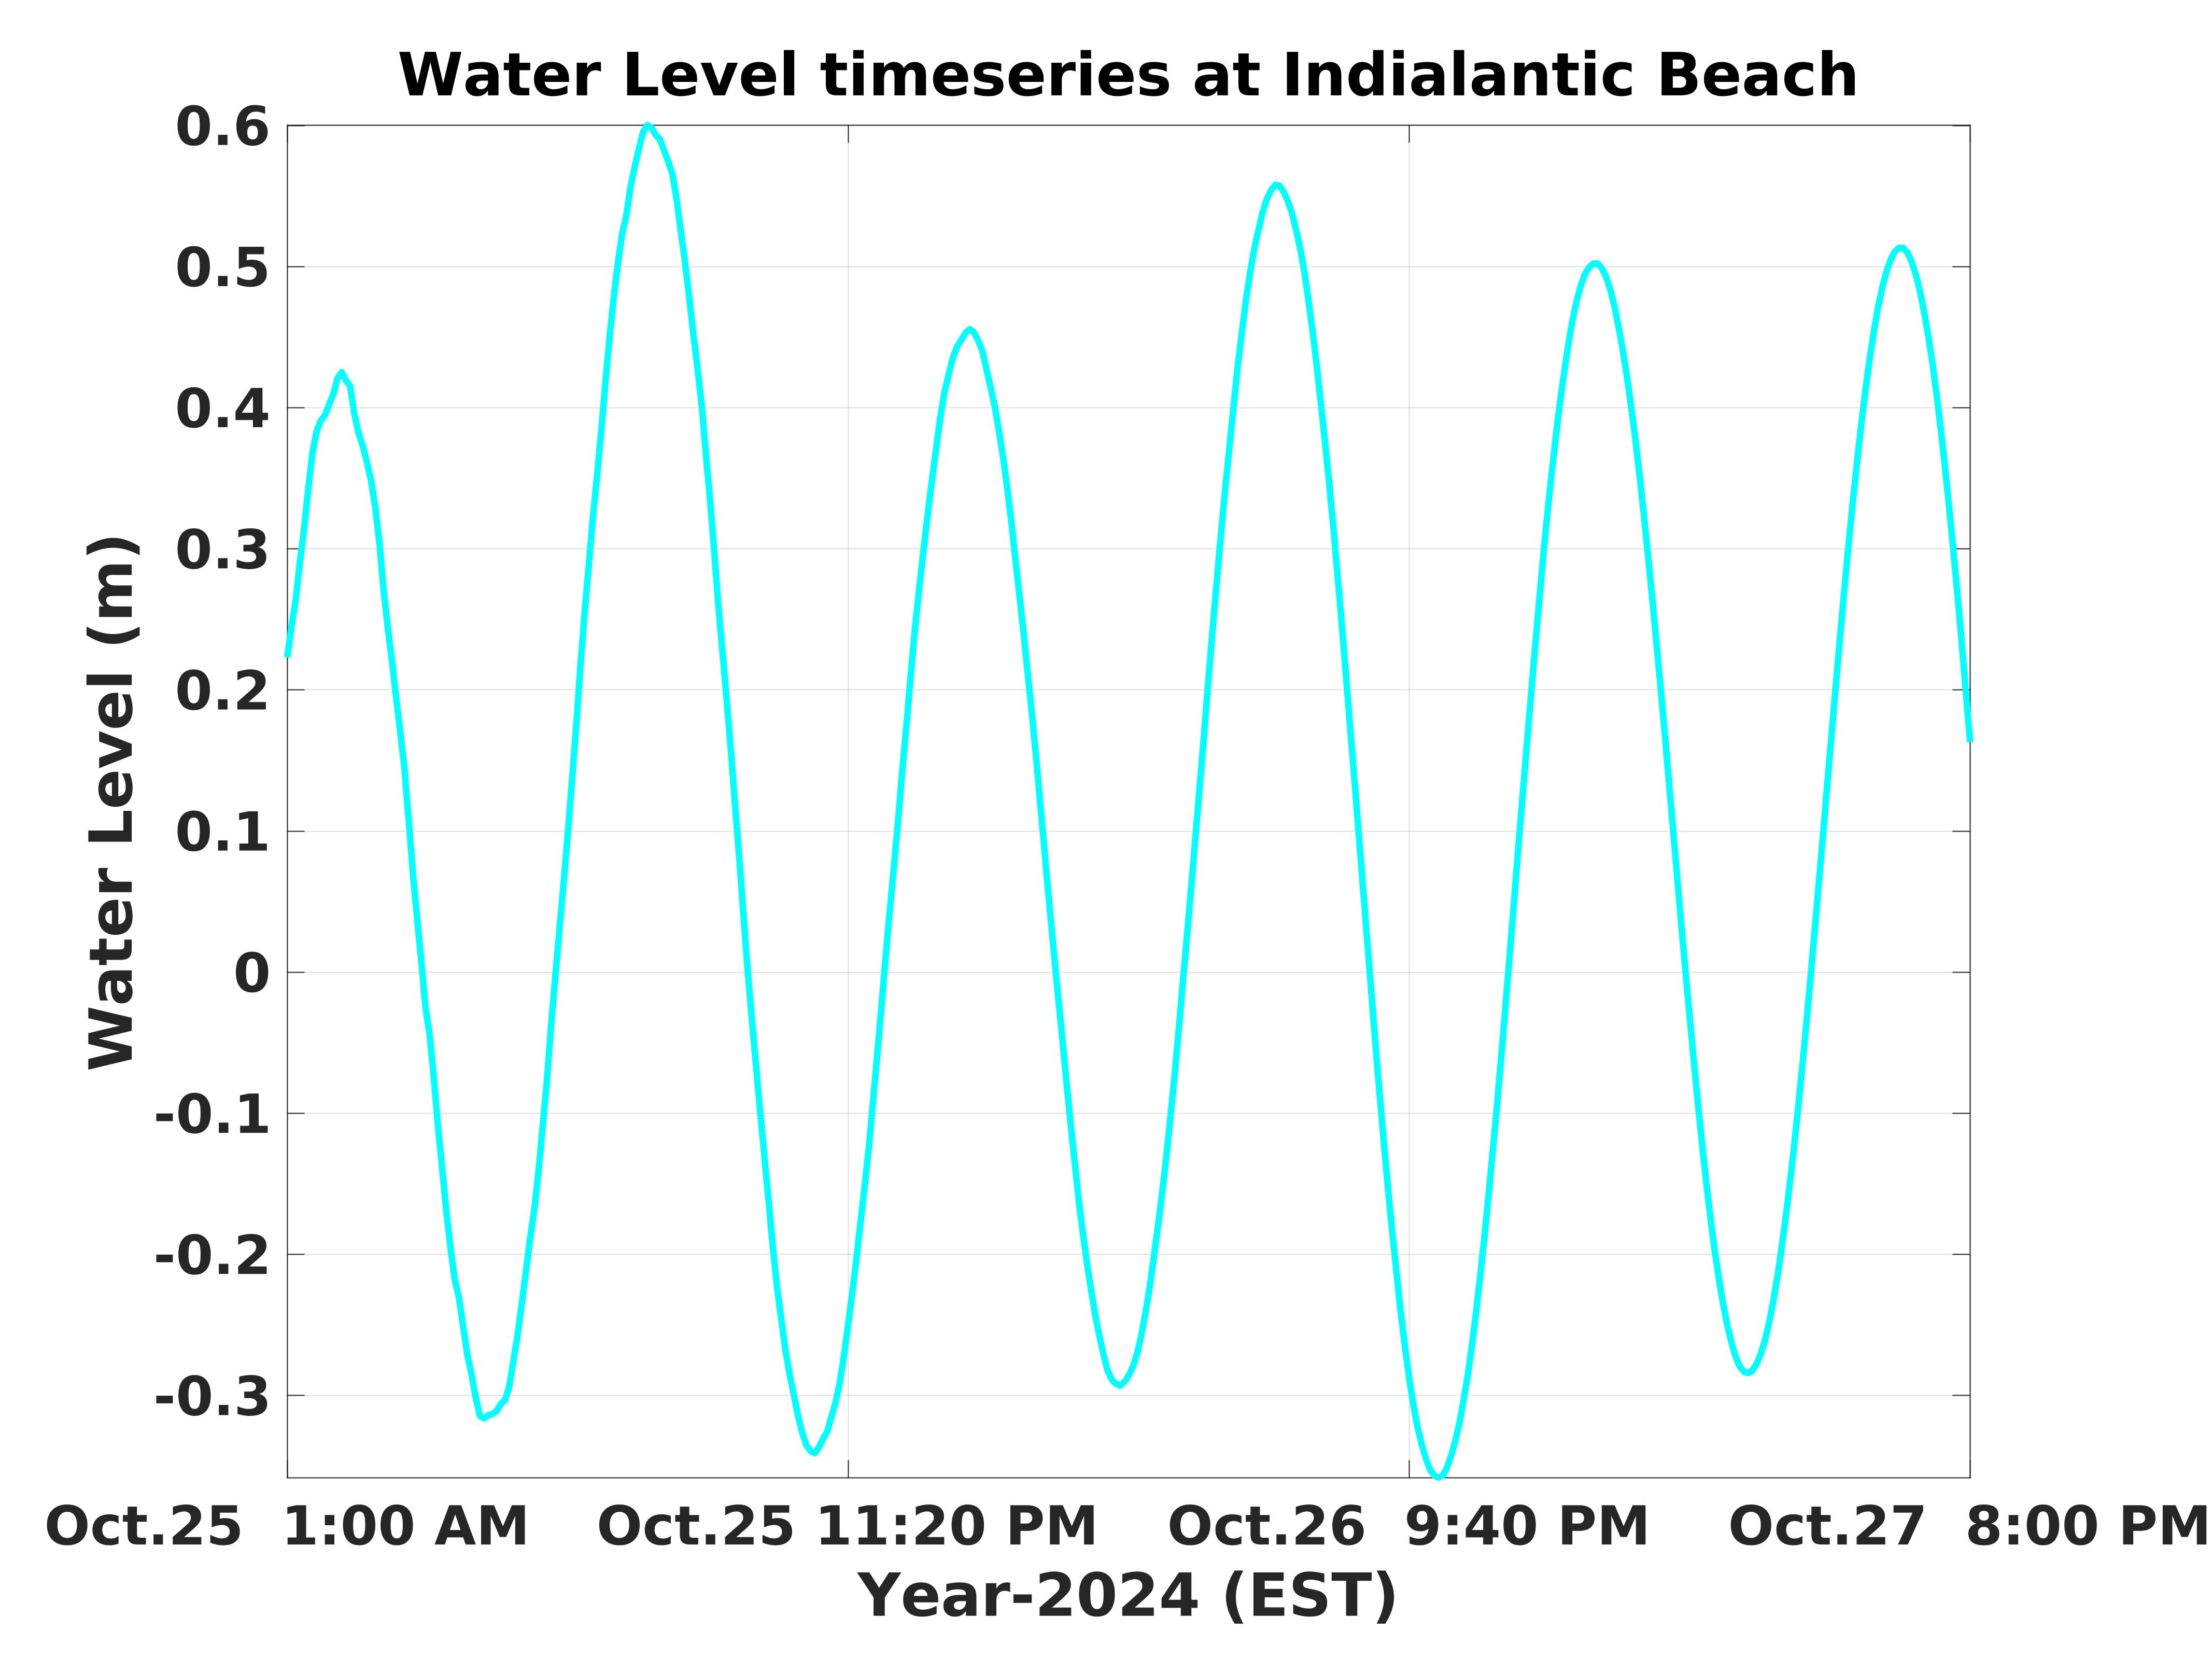 Water Level timeseries at Indialantic Beach
0.6
0.5
0.4
0.3
0.2
0.1
0
-0.1
-0.2
-0.3
Water Level (m)
Oct.25 1:00 AM Oct.25 11:20 PM Oct.26 9:40 PM Oct.27 8:00 PM
Year-2024 (EST)